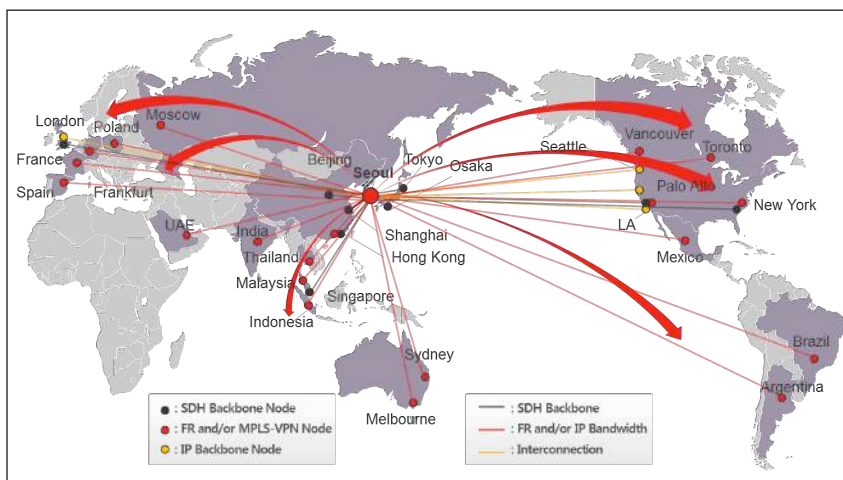 London
Moscow
Poland
France
Spain
Frankfurt
UAE
India
Beijing
Seoul
Tokyo
Osaka
Shanghai
Hong Kong
Thailand
Malaysia
Singapore
Indonesia
Sydney
Melbourne
Seattle
Vancouver
Toronto
Palo Alto
New York
LA
Mexico
Brazil
Argentina
: SDH Backbone Node
: FR and/or MPLS-VPN Node
: IP Backbone Node
: SDH Backbone
: FR and/or IP Bandwidth
: Interconnection